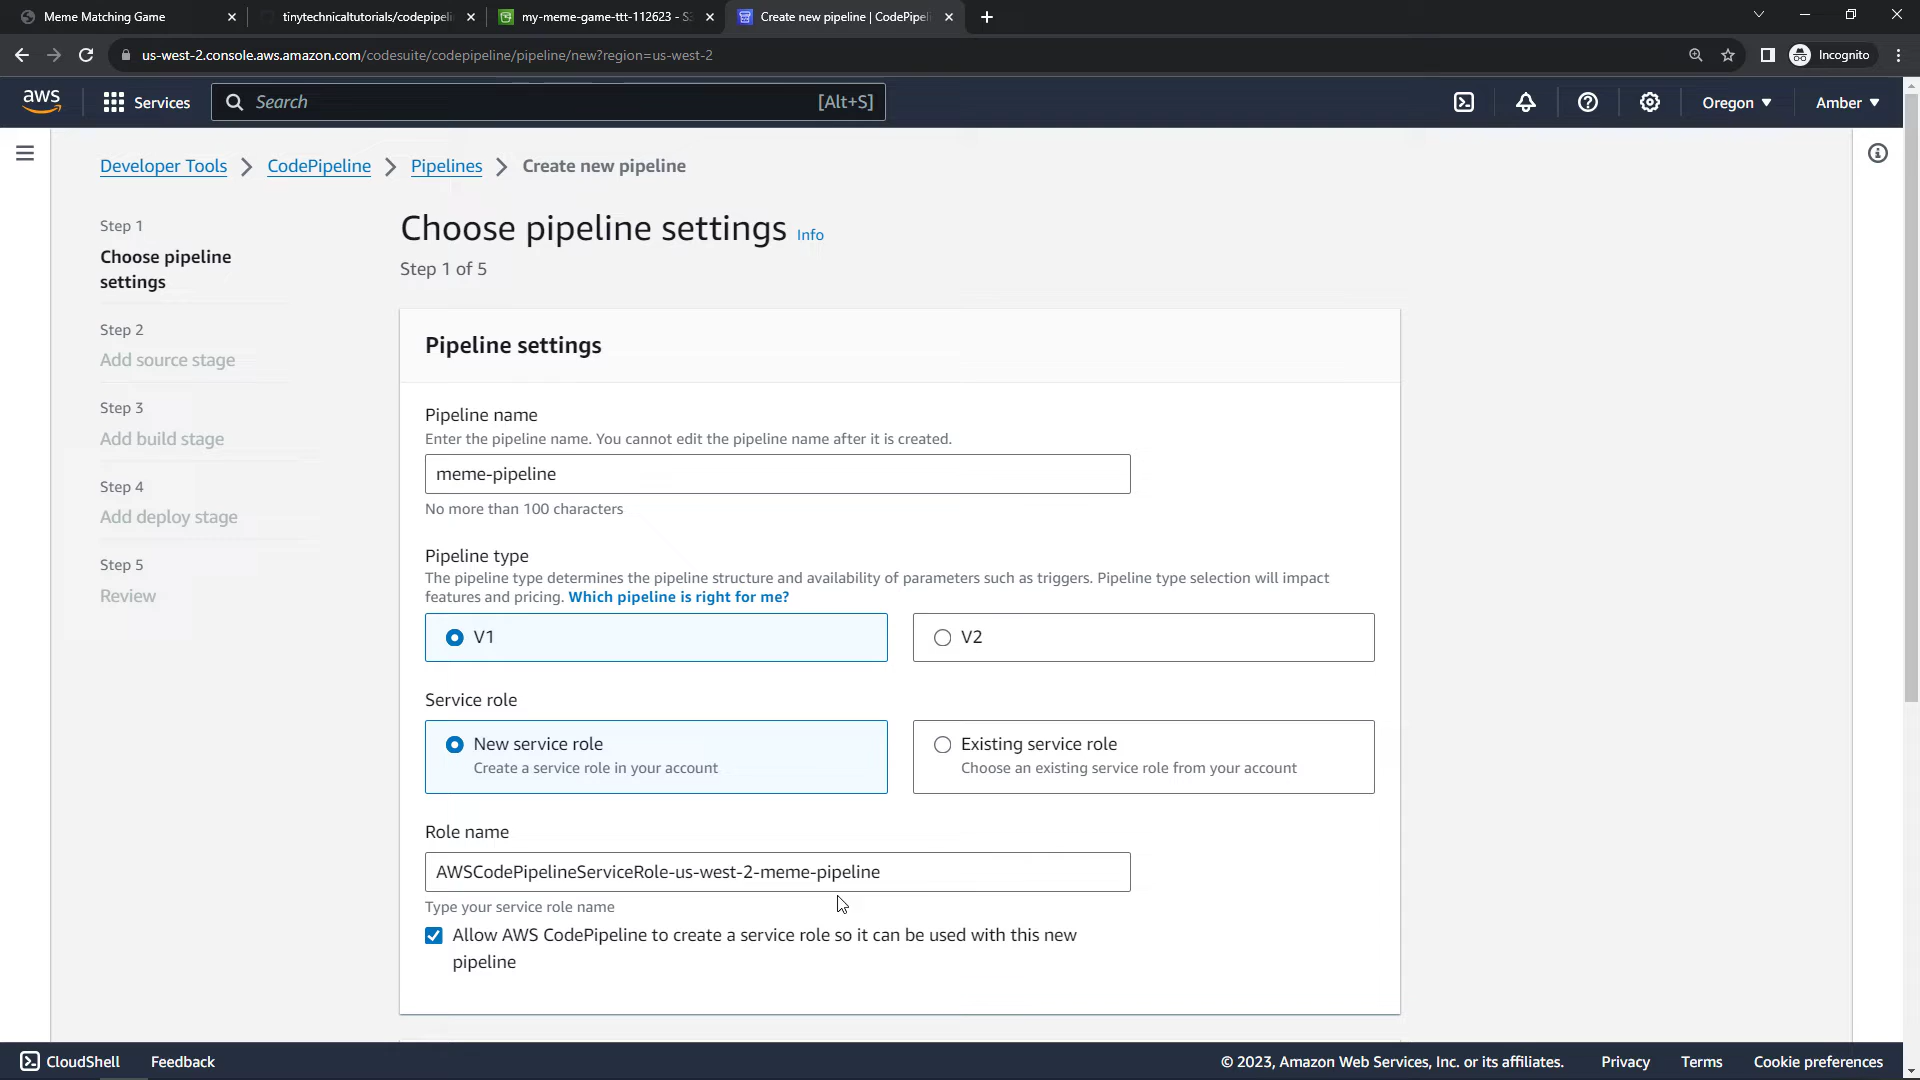 Meme Matching Game
tinytechnicaltutorials/codepipeli
my-meme-game-ttt-112623 - S3
Create new pipeline | CodePipeli
us-west-2.console.aws.amazon.com/codesuite/codepipeline/pipeline/new?region=us-west-2
Incognito
aws
Services
Search
[Alt+S]
Oregon
Amber
Developer Tools
CodePipeline
Pipelines
Create new pipeline
Step 1
Choose pipeline
settings
Step 2
Add source stage
Step 3
Add build stage
Step 4
Add deploy stage
Step 5
Review
Choose pipeline settings Info
Step 1 of 5
Pipeline settings
Pipeline name
Enter the pipeline name. You cannot edit the pipeline name after it is created.
meme-pipeline
No more than 100 characters
Pipeline type
The pipeline type determines the pipeline structure and availability of parameters such as triggers. Pipeline type selection will impact
features and pricing. Which pipeline is right for me?
V1
V2
Service role
New service role
Create a service role in your account
Existing service role
Choose an existing service role from your account
Role name
AWSCodePipelineServiceRole-us-west-2-meme-pipeline
Type your service role name
Allow AWS CodePipeline to create a service role so it can be used with this new
pipeline
CloudShell
Feedback
© 2023, Amazon Web Services, Inc. or its affiliates.
Privacy
Terms
Cookie preferences